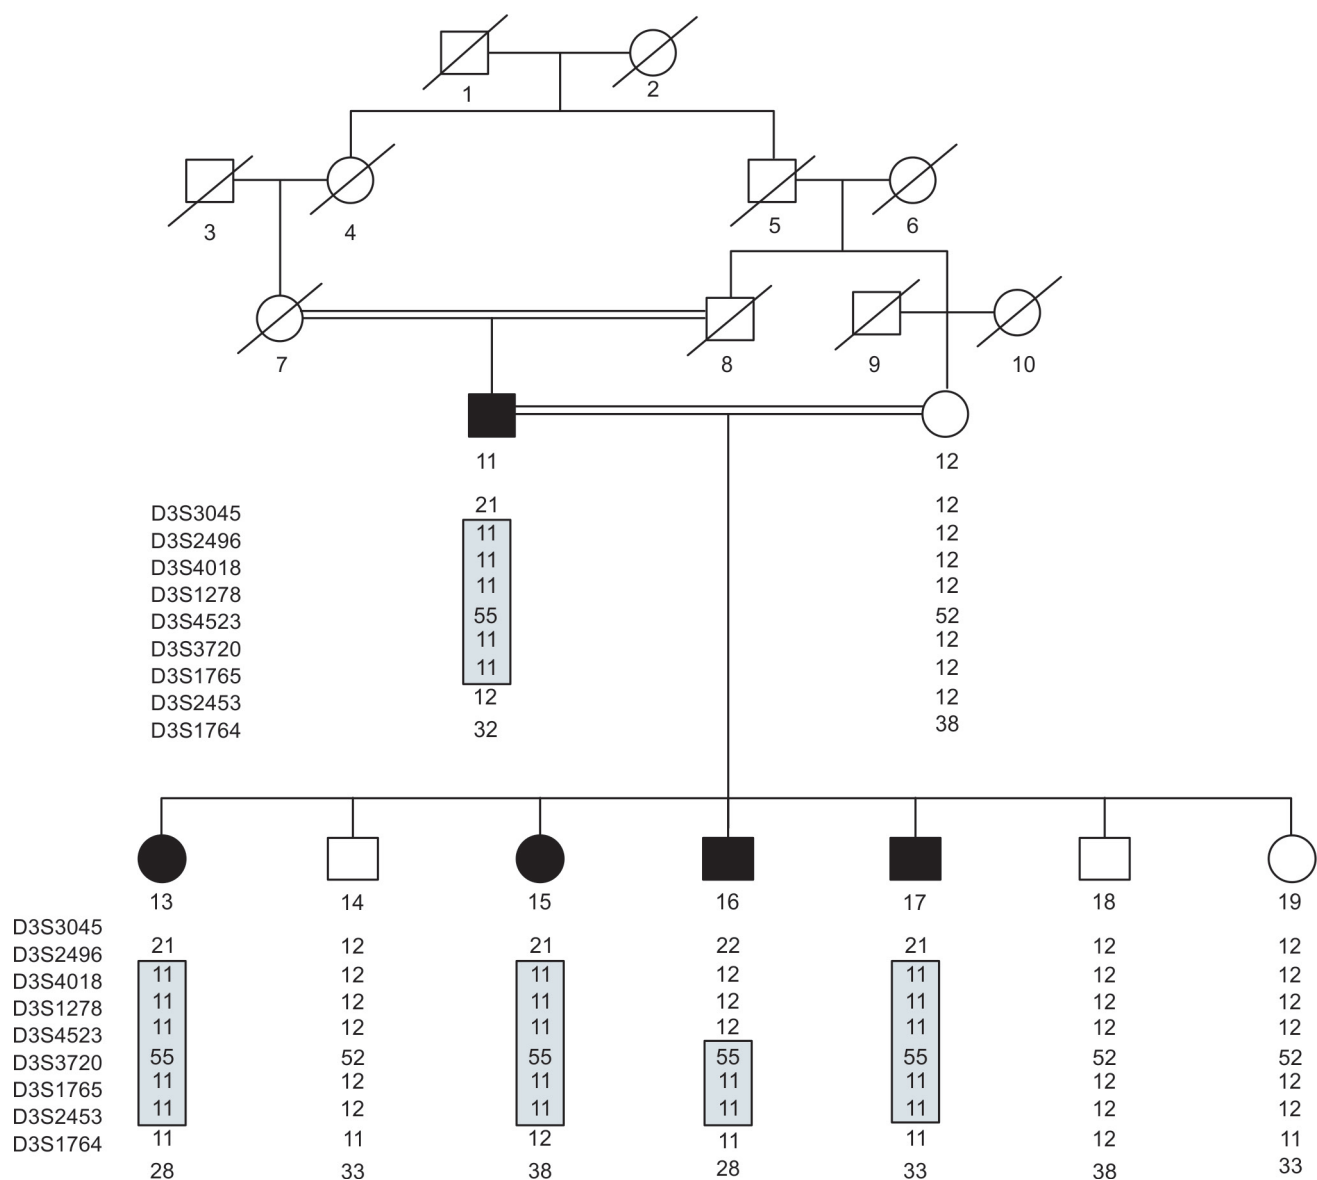 1 2
3 4 5 6
7 8 9 10
11 12
D3S3045 21 12
D3S2496 11 12
D3S4018 11 12
D3S1278 11 12
D3S4523 55 52
D3S3720 11 12
D3S1765 11 12
D3S2453 12 12
D3S1764 32 38
13 14 15 16 17 18 19
D3S3045
D3S2496 21 12 21 22 21 12 12
D3S4018 11 12 11 12 11 12 12
D3S1278 11 12 11 12 11 12 12
D3S4523 11 12 11 12 11 12 12
D3S3720 55 52 55 55 55 52 52
D3S1765 11 12 11 11 11 12 12
D3S2453 11 12 11 11 11 12 12
D3S1764 11 11 12 11 11 12 11
28 33 38 28 33 38 33